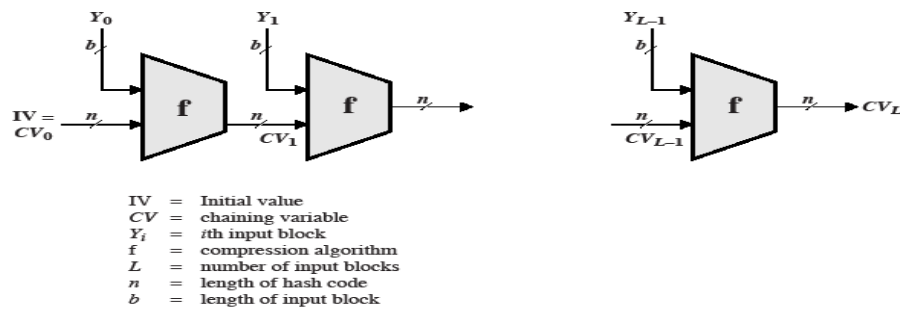 Y0 Y1 YL–1
b b b
f f f
IV = n n n n n CVL
CV0 CV1 CVL–1
IV = Initial value
CV = chaining variable
Yi = ith input block
f = compression algorithm
L = number of input blocks
n = length of hash code
b = length of input block